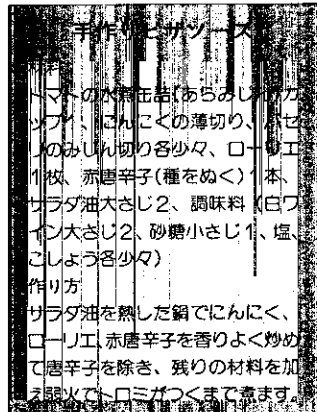 手作りピザソース
材料
トマトの水煮缶詰(あらみじん)カ
ップ1、にんにくの薄切り、パセ
リのみじん切り各少々、ローリエ
1枚、赤唐辛子(種をぬく)1本、
サラダ油大さじ2、調味料(白ワ
イン大さじ2、砂糖小さじ1、塩、
こしょう各少々)
作り方
サラダ油を熱した鍋でにんにく、
ローリエ、赤唐辛子を香りよく炒め
て唐辛子を除き、残りの材料を加
え弱火でトロミがつくまで煮ます。